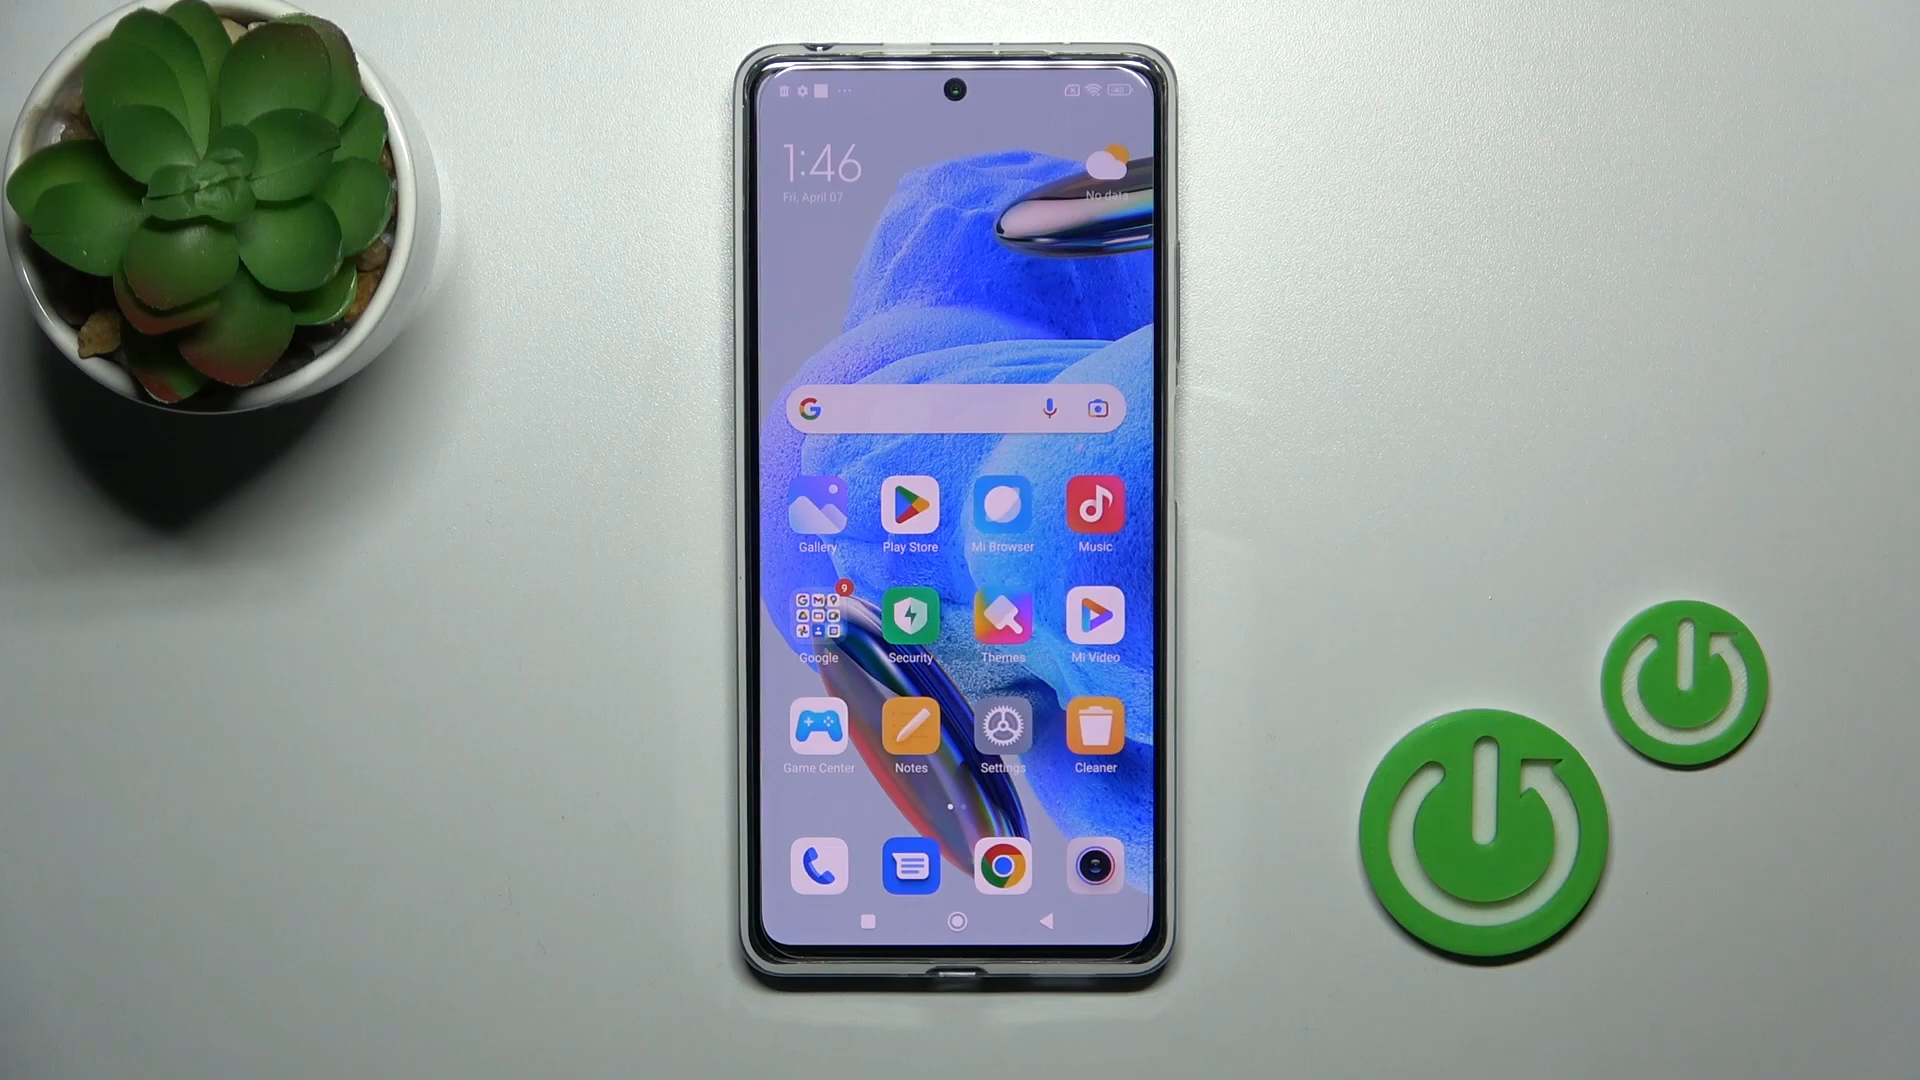 1:46
Fri, April 07
No data
Gallery
Play Store
Mi Browser
Music
9
Google
Security
Themes
Mi Video
Game Center
Notes
Settings
Cleaner